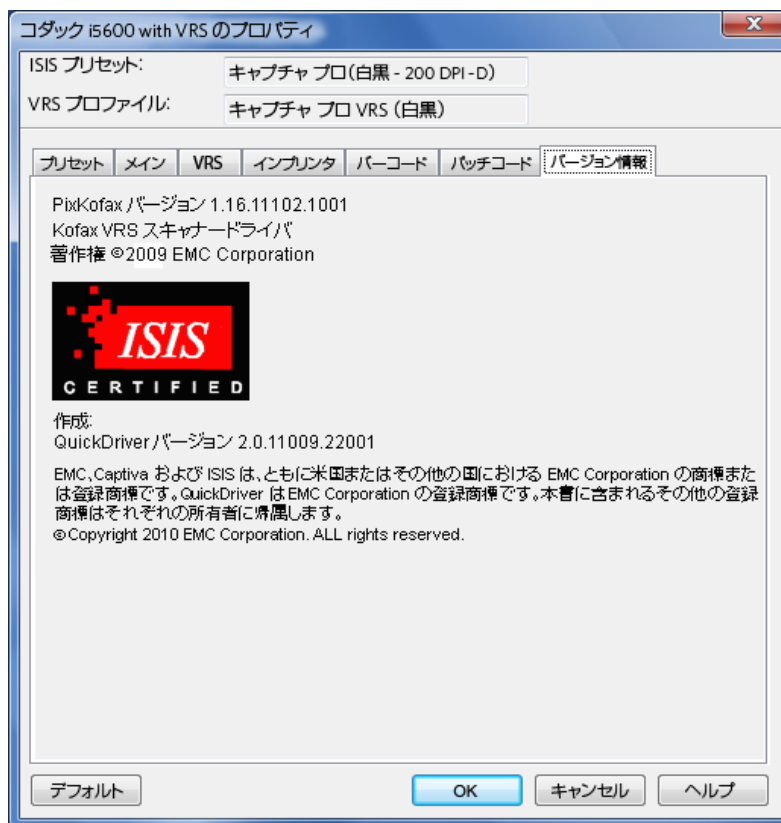 コダック i5600 with VRS のプロパティ
ISIS プリセット:
キャプチャ プロ(白黒 - 200 DPI - D)
VRS プロファイル:
キャプチャ プロ VRS (白黒)
プリセット メイン VRS インプリンタ バーコード パッチコード バージョン情報
PixKofax バージョン 1.16.11102.1001
Kofax VRS スキャナードライバ
著作権 ©2009 EMC Corporation
ISIS
CERTIFIED
作成:
QuickDriver バージョン 2.0.11009.22001
EMC、Captiva および ISIS は、ともに米国またはその他の国における EMC Corporation の商標また
は登録商標です。QuickDriver は EMC Corporation の登録商標です。本書に含まれるその他の登録
商標はそれぞれの所有者に帰属します。
©Copyright 2010 EMC Corporation. ALL rights reserved.
デフォルト OK キャンセル ヘルプ